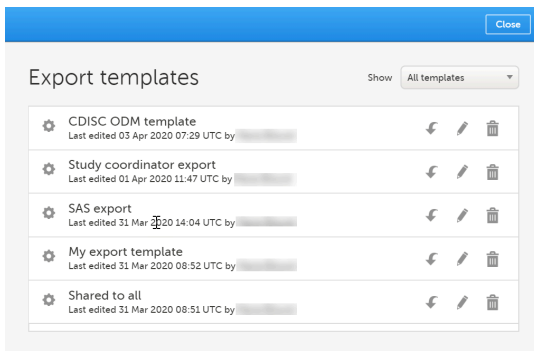 Close
Export templates
Show All templates
CDISC ODM template
Last edited 03 Apr 2020 07:29 UTC by
Study coordinator export
Last edited 01 Apr 2020 11:47 UTC by
SAS export
Last edited 31 Mar 2020 14:04 UTC by
My export template
Last edited 31 Mar 2020 08:52 UTC by
Shared to all
Last edited 31 Mar 2020 08:51 UTC by